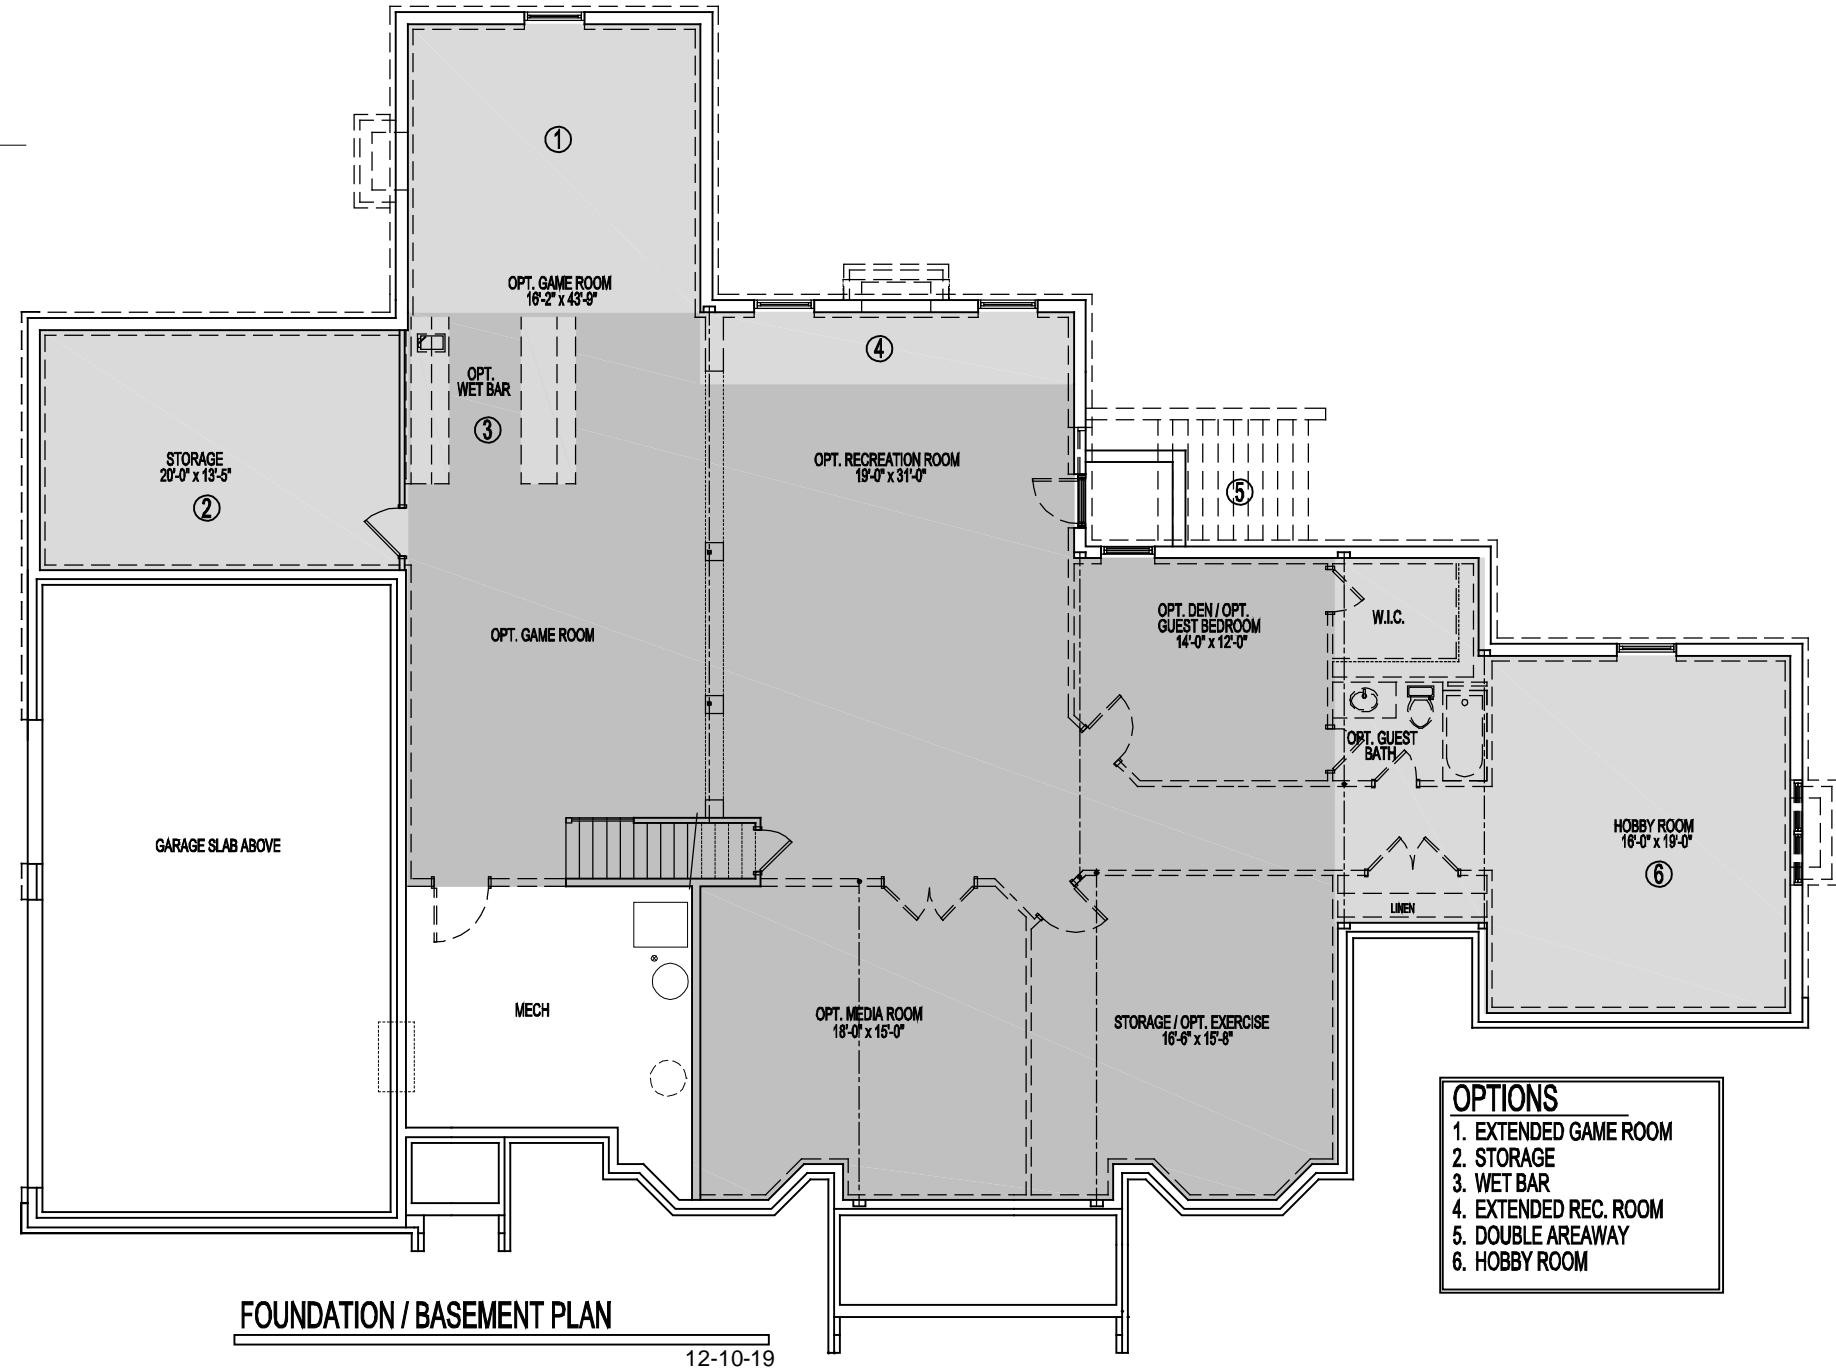 1
OPT. GAME ROOM
16'-2" x 43'-9"
4
OPT.
WET BAR
3
STORAGE
20'-0" x 13'-5"
2
OPT. RECREATION ROOM
19'-0" x 31'-0"
5
OPT. GAME ROOM
OPT. DEN / OPT.
GUEST BEDROOM
14'-0" x 12'-0"
W.I.C.
OPT. GUEST
BATH
GARAGE SLAB ABOVE
HOBBY ROOM
16'-0" x 19'-0"
6
LINEN
MECH
OPT. MEDIA ROOM
18'-0" x 15'-0"
STORAGE / OPT. EXERCISE
16'-6" x 15'-8"
OPTIONS
1. EXTENDED GAME ROOM
2. STORAGE
3. WET BAR
4. EXTENDED REC. ROOM
5. DOUBLE AREAWAY
6. HOBBY ROOM
FOUNDATION / BASEMENT PLAN
12-10-19